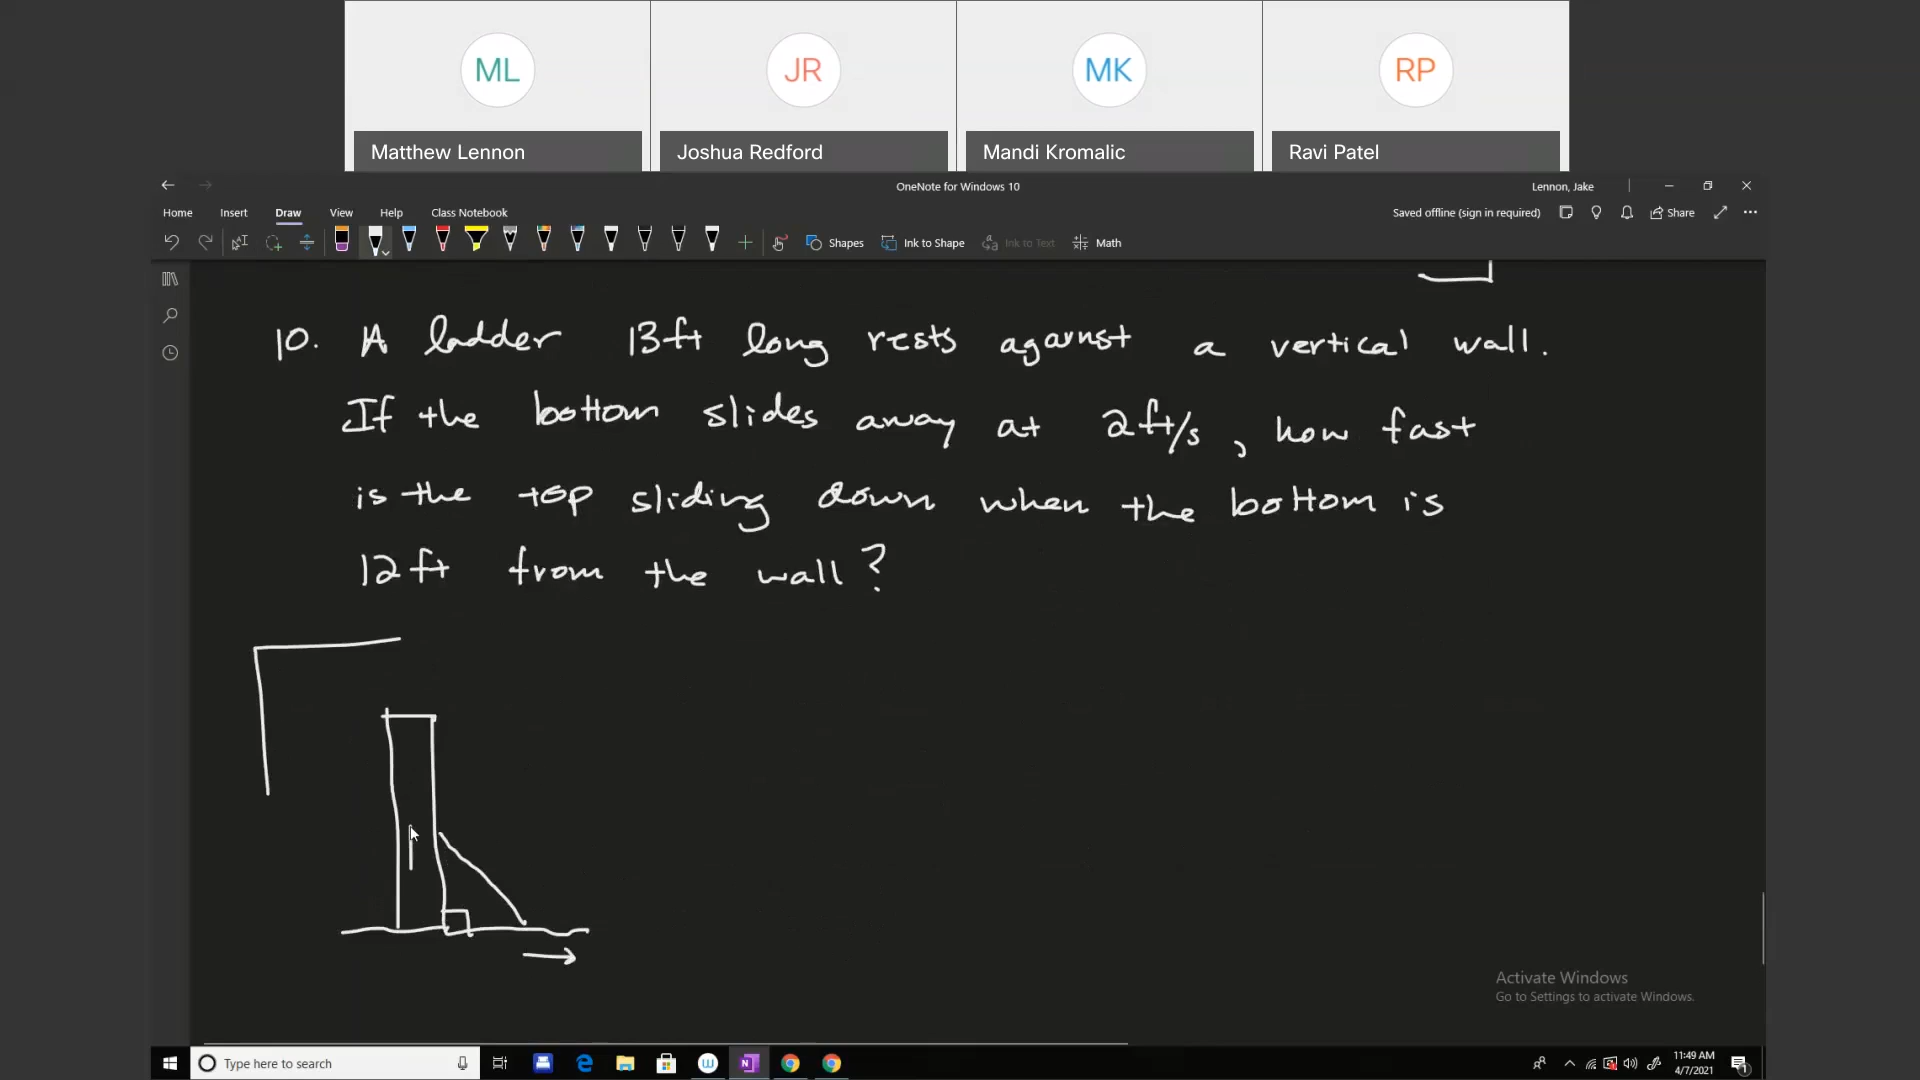 ML JR MK RP
Matthew Lennon Joshua Redford Mandi Kromalic Ravi Patel
OneNote for Windows 10 Lennon, Jake
Home Insert Draw View Help Class Notebook Saved offline (sign in required) Share
Shapes Ink to Shape Ink to Text Math
10. A ladder 13ft long rests against a vertical wall.
If the bottom slides away at 2ft/s, how fast
is the top sliding down when the bottom is
12ft from the wall?
Activate Windows
Go to Settings to activate Windows.
Type here to search
11:49 AM
4/7/2021